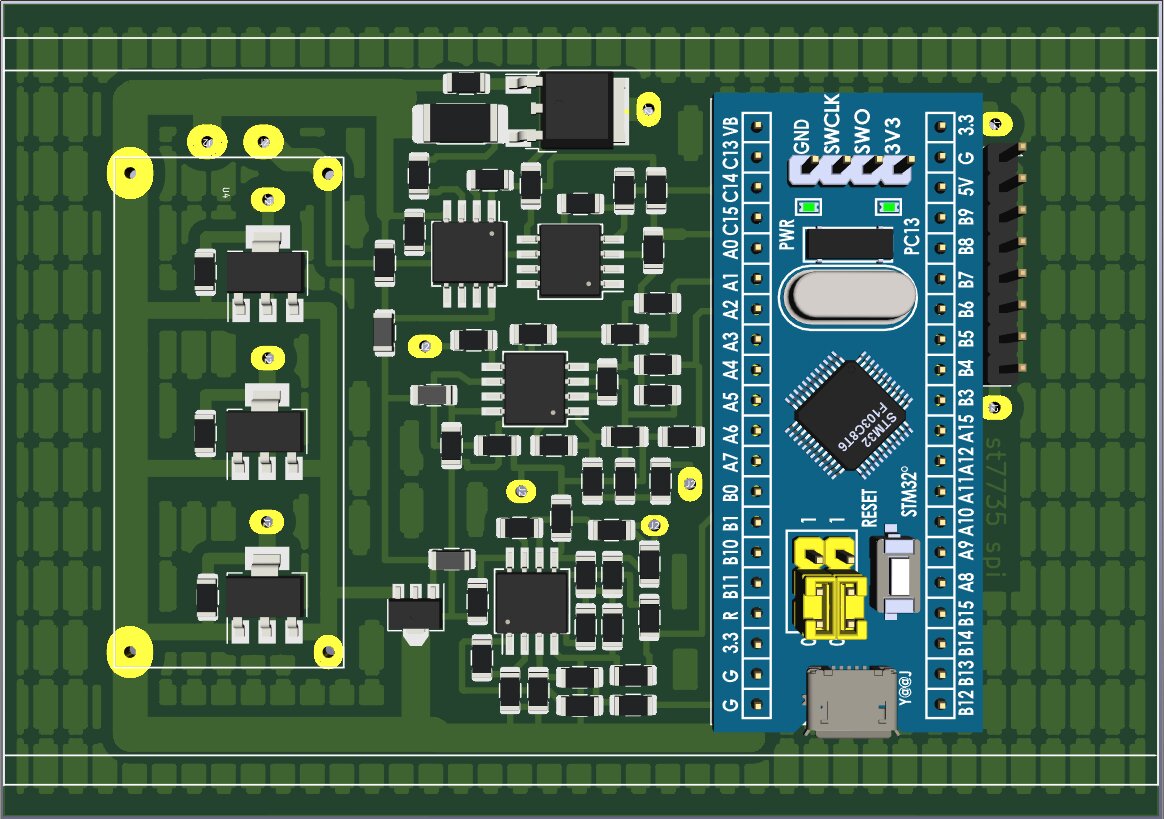 U4
VB
C13
C14
C15
A0
A1
A2
A3
A4
A5
A6
A7
B0
B1
B10
B11
R
3.3
G
G
GND
SWCLK
SWO
3V3
PWR
PC13
STM32
F103C8T6
RESET
STM32°
1
1
0
0
Y@@J
3.3
G
5V
B9
B8
B7
B6
B5
B4
B3
A15
A12
A11
A10
A9
A8
B15
B14
B13
B12
st7735 spi